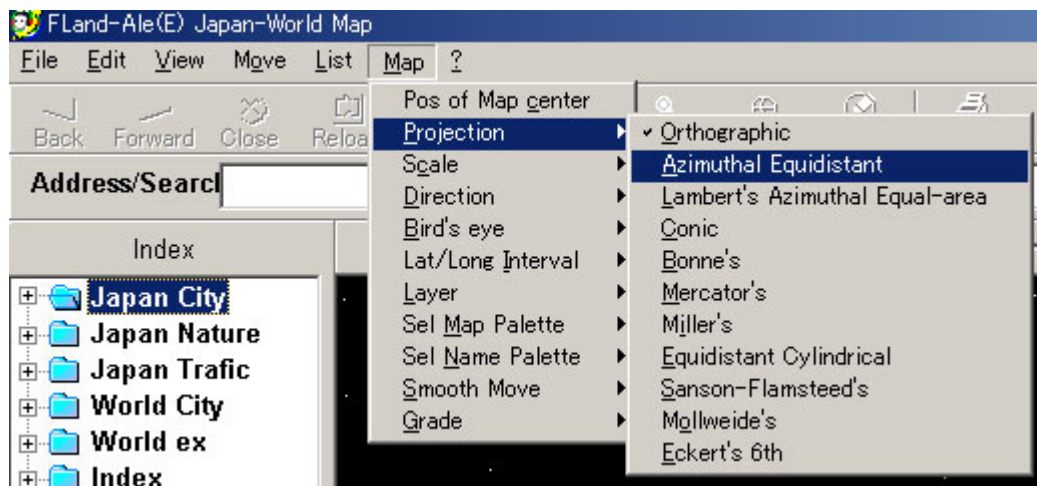 FLand-Ale(E) Japan-World Map
File Edit View Move List Map ?
Back Forward Close Reloa
Address/Searcl
Index
Japan City
Japan Nature
Japan Trafic
World City
World ex
Index
Pos of Map center
Projection
Scale
Direction
Bird's eye
Lat/Long Interval
Layer
Sel Map Palette
Sel Name Palette
Smooth Move
Grade
Orthographic
Azimuthal Equidistant
Lambert's Azimuthal Equal-area
Conic
Bonne's
Mercator's
Miller's
Equidistant Cylindrical
Sanson-Flamsteed's
Mollweide's
Eckert's 6th